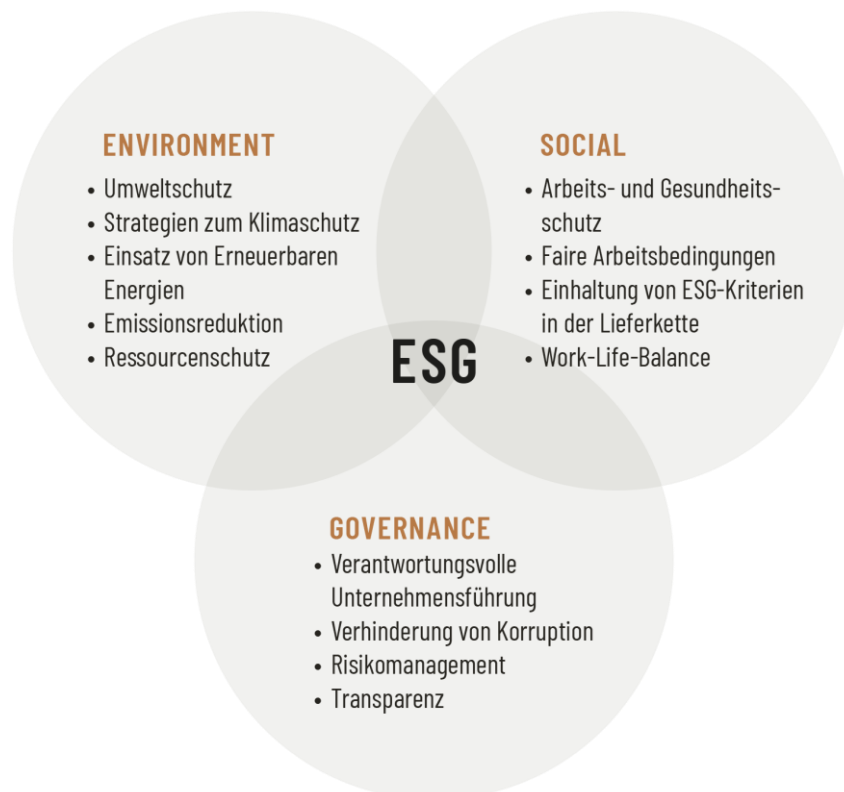 ENVIRONMENT
• Umweltschutz
• Strategien zum Klimaschutz
• Einsatz von Erneuerbaren
Energien
• Emissionsreduktion
• Ressourcenschutz
SOCIAL
• Arbeits- und Gesundheits-
schutz
• Faire Arbeitsbedingungen
• Einhaltung von ESG-Kriterien
in der Lieferkette
• Work-Life-Balance
ESG
GOVERNANCE
• Verantwortungsvolle
Unternehmensführung
• Verhinderung von Korruption
• Risikomanagement
• Transparenz